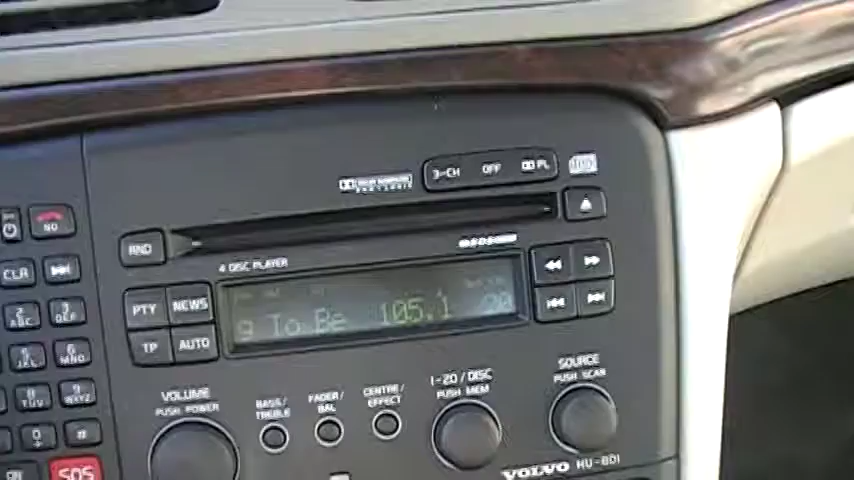 3-CH OFF PL
NO
RND
4 DISC PLAYER
CLR
PTY NEWS
TP AUTO
g To Be 105.1 20
2 ABC
3 DEF
5 JKL
6 MNO
8 TUV
9 WXYZ
0
#
VOLUME
PUSH POWER
BASS/
TREBLE
FADER/
BAL
CENTRE/
EFFECT
1-20 / DISC
PUSH MEM
SOURCE
PUSH SCAN
ON
SOS
VOLVO HU-801